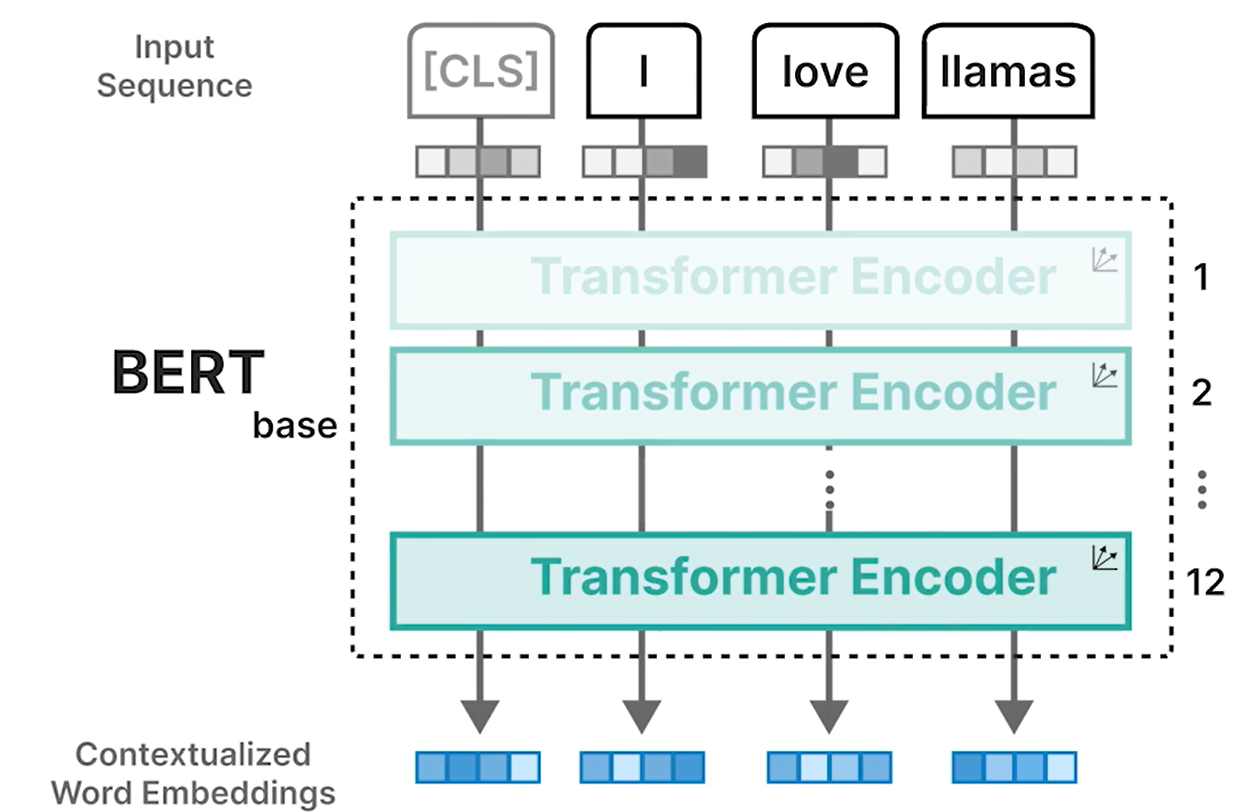 Input
Sequence
[CLS] I love llamas
Transformer Encoder 1
BERT
base
Transformer Encoder 2
Transformer Encoder 12
Contextualized
Word Embeddings